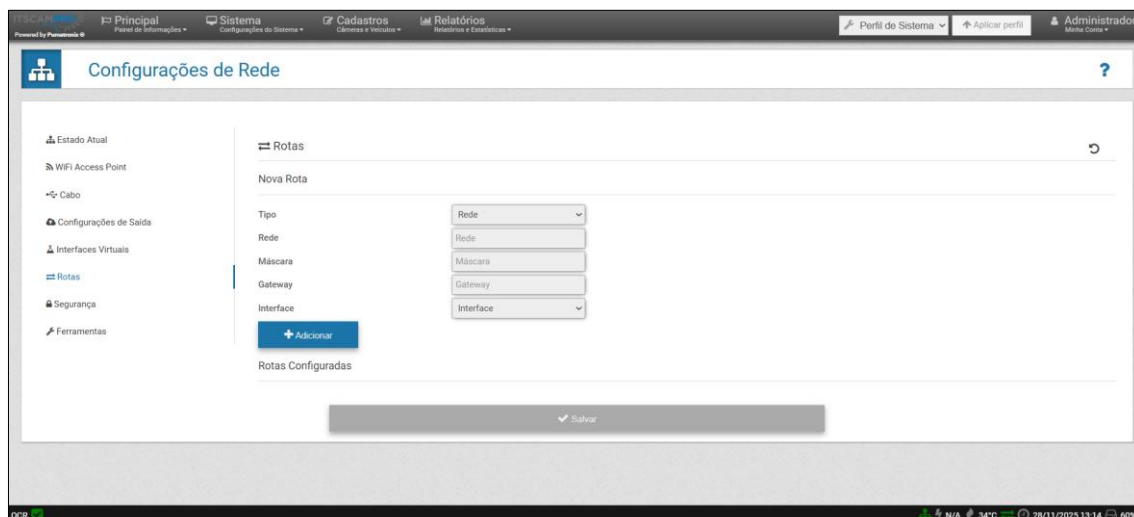 ITSCAMPRO
Powered by Pumatronix ®
Principal
Painel de Informações
Sistema
Configurações do Sistema
Cadastros
Câmeras e Veículos
Relatórios
Relatórios e Estatísticas
Perfil de Sistema
Aplicar perfil
Administrador
Minha Conta
Configurações de Rede
?
Estado Atual
WiFi Access Point
Cabo
Configurações de Saída
Interfaces Virtuais
Rotas
Segurança
Ferramentas
Rotas
Nova Rota
Tipo Rede
Rede Rede
Máscara Máscara
Gateway Gateway
Interface Interface
+ Adicionar
Rotas Configuradas
Salvar
OCR N/A 34°C 28/11/2025 13:14 60%